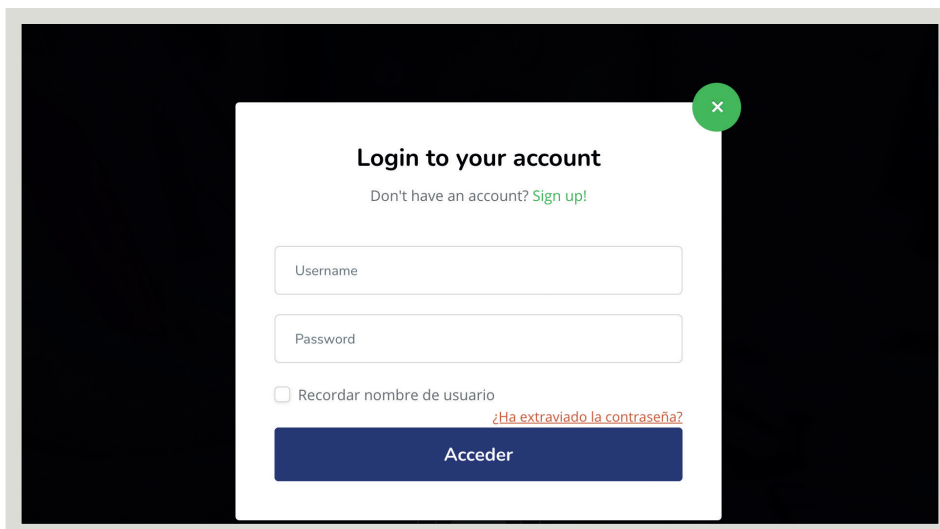 Login to your account
Don't have an account? Sign up!
Username
Password
Recordar nombre de usuario
¿Ha extraviado la contraseña?
Acceder